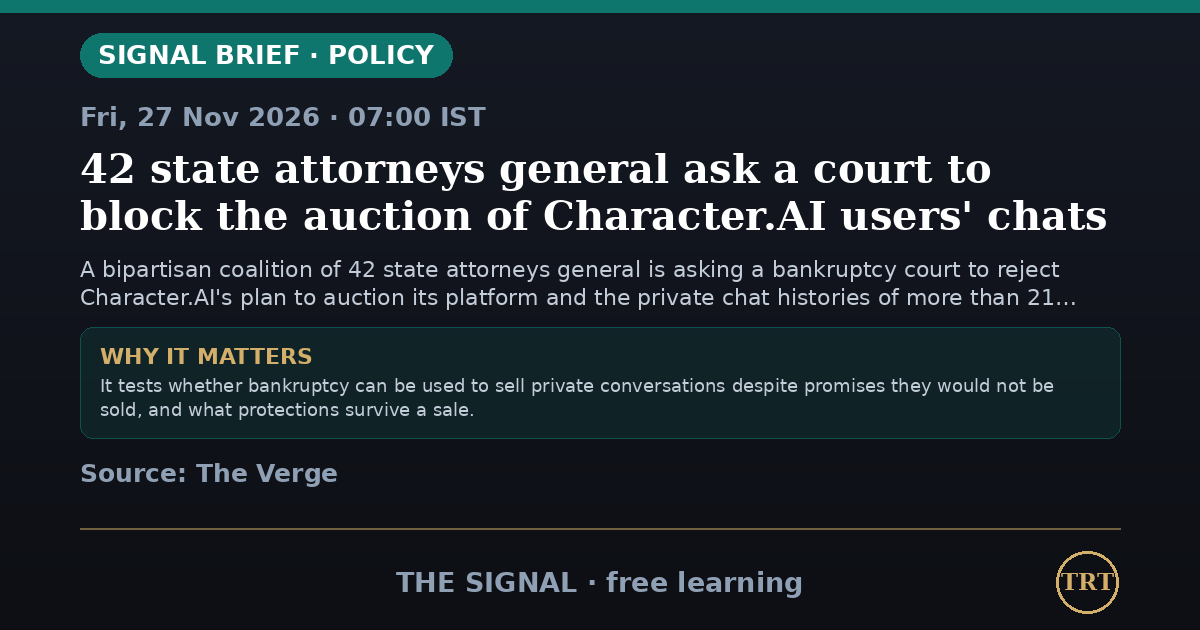 SIGNAL BRIEF · POLICY
Fri, 27 Nov 2026 · 07:00 IST
42 state attorneys general ask a court to
block the auction of Character.AI users' chats
A bipartisan coalition of 42 state attorneys general is asking a bankruptcy court to reject
Character.AI's plan to auction its platform and the private chat histories of more than 21…
WHY IT MATTERS
It tests whether bankruptcy can be used to sell private conversations despite promises they would not be
sold, and what protections survive a sale.
Source: The Verge
THE SIGNAL · free learning
TRT